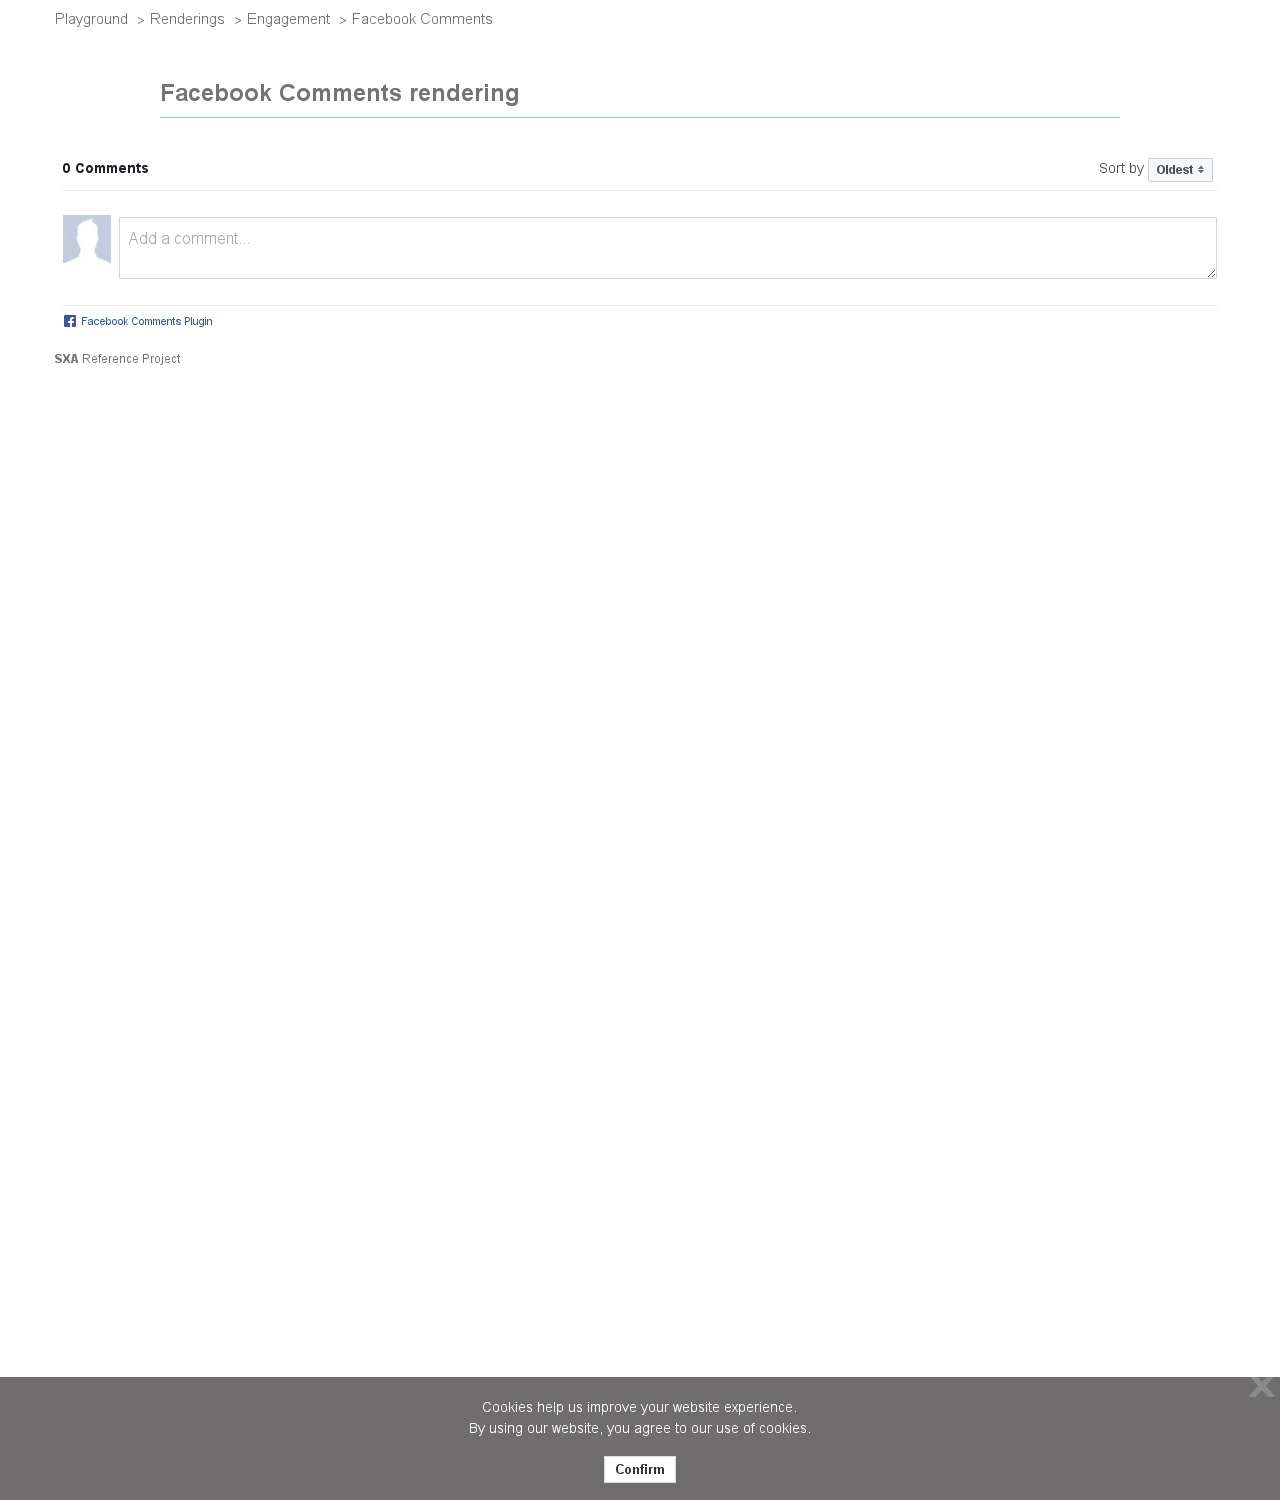 Playground > Renderings > Engagement > Facebook Comments
Facebook Comments rendering
0 Comments
Sort by Oldest
Add a comment...
Facebook Comments Plugin
SXA Reference Project
X
Cookies help us improve your website experience.
By using our website, you agree to our use of cookies.
Confirm